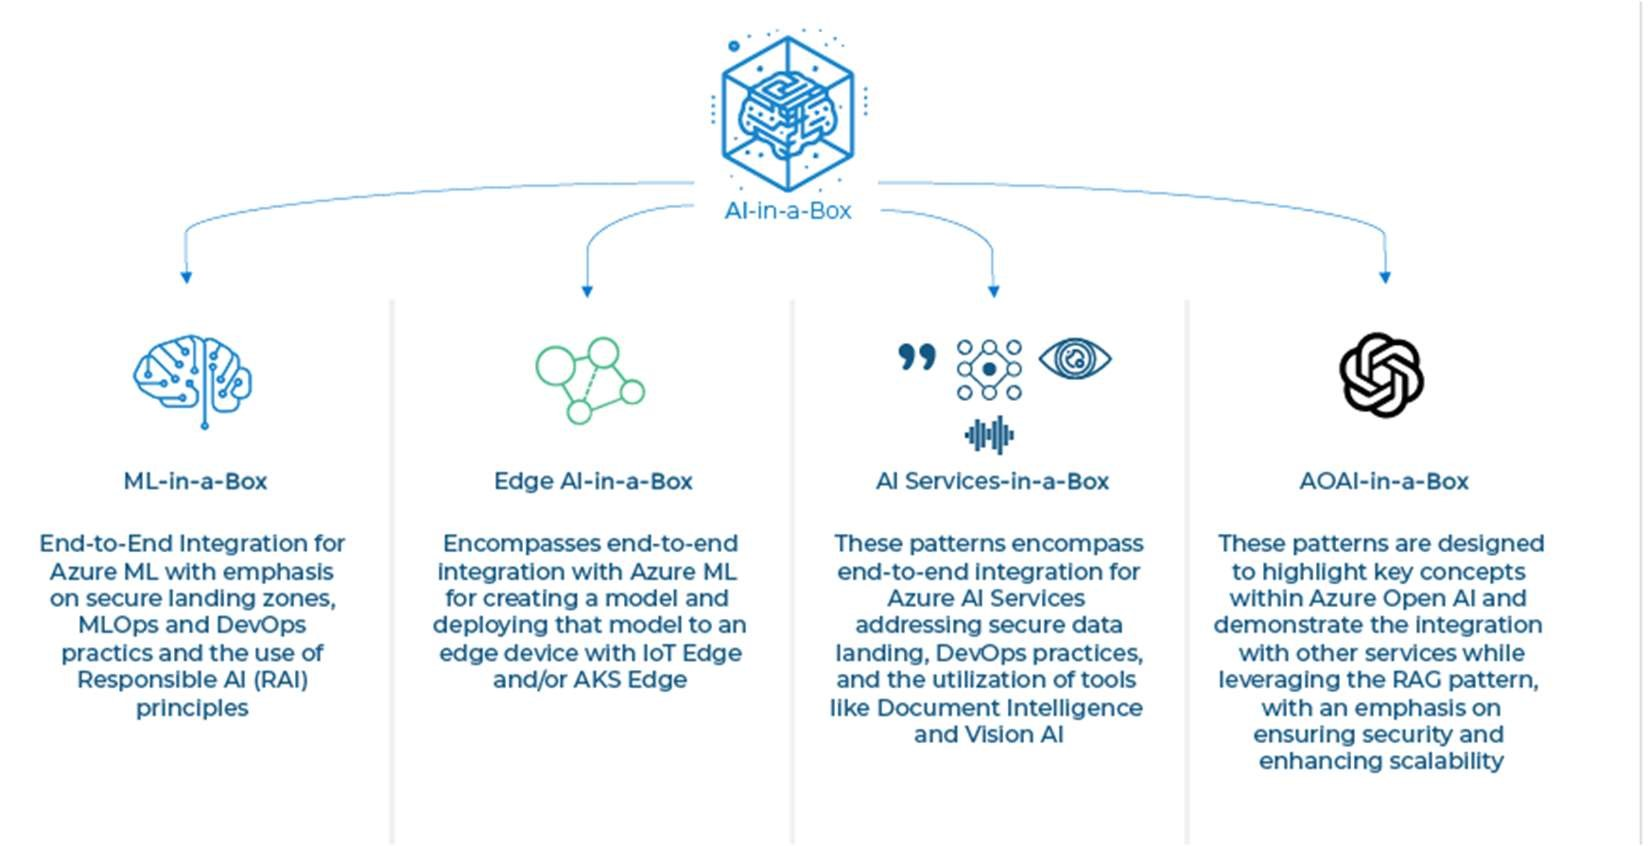 AI-in-a-Box
ML-in-a-Box
End-to-End Integration for
Azure ML with emphasis
on secure landing zones,
MLOps and DevOps
practics and the use of
Responsible AI (RAI)
principles
Edge AI-in-a-Box
Encompasses end-to-end
integration with Azure ML
for creating a model and
deploying that model to an
edge device with IoT Edge
and/or AKS Edge
AI Services-in-a-Box
These patterns encompass
end-to-end integration for
Azure AI Services
addressing secure data
landing, DevOps practices,
and the utilization of tools
like Document Intelligence
and Vision AI
AOAI-in-a-Box
These patterns are designed
to highlight key concepts
within Azure Open AI and
demonstrate the integration
with other services while
leveraging the RAG pattern,
with an emphasis on
ensuring security and
enhancing scalability